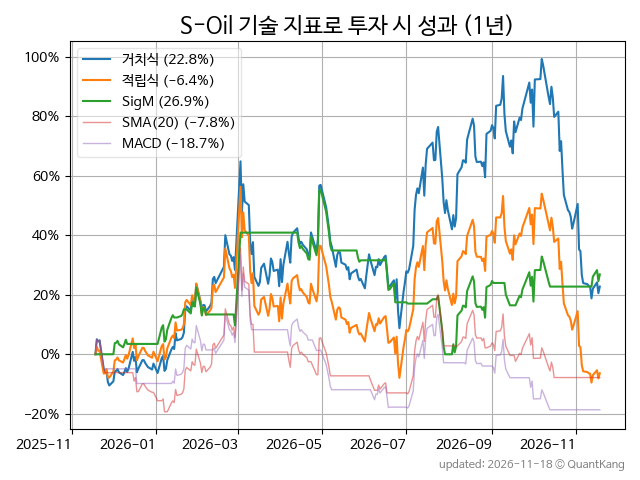 S-Oil 기술 지표로 투자 시 성과 (1년)
거치식 (22.8%)
적립식 (-6.4%)
SigM (26.9%)
SMA(20) (-7.8%)
MACD (-18.7%)
100%
80%
60%
40%
20%
0%
-20%
2025-11 2026-01 2026-03 2026-05 2026-07 2026-09 2026-11
updated: 2026-11-18 © QuantKang